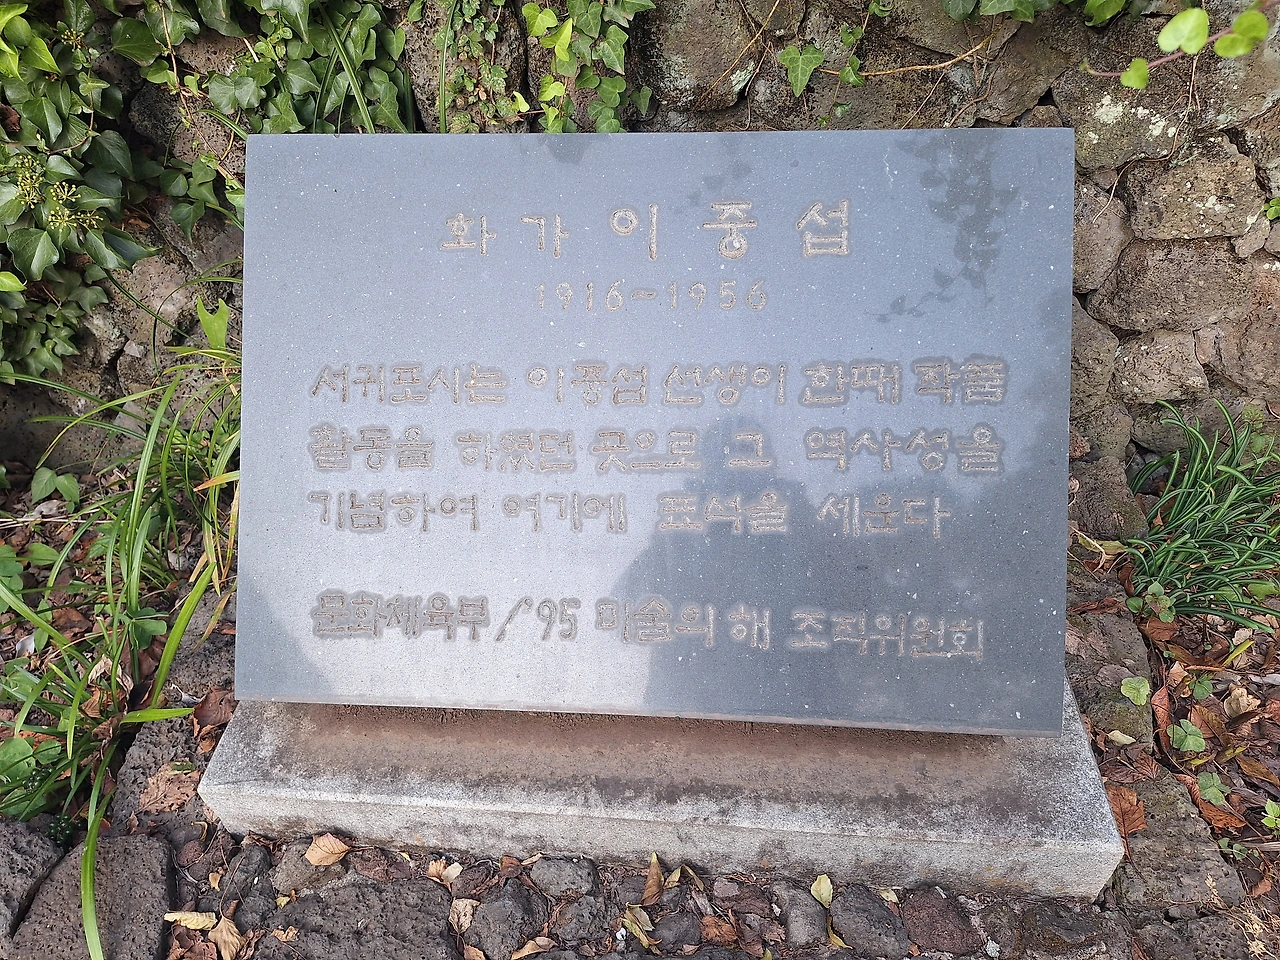 화가 이중섭
1916-1956
서귀포시는 이중섭 선생이 한때 작품
활동을 하였던 곳으로 그 역사성을
기념하여 여기에 표석을 세운다
문화체육부/'95 미술의 해 조직위원회